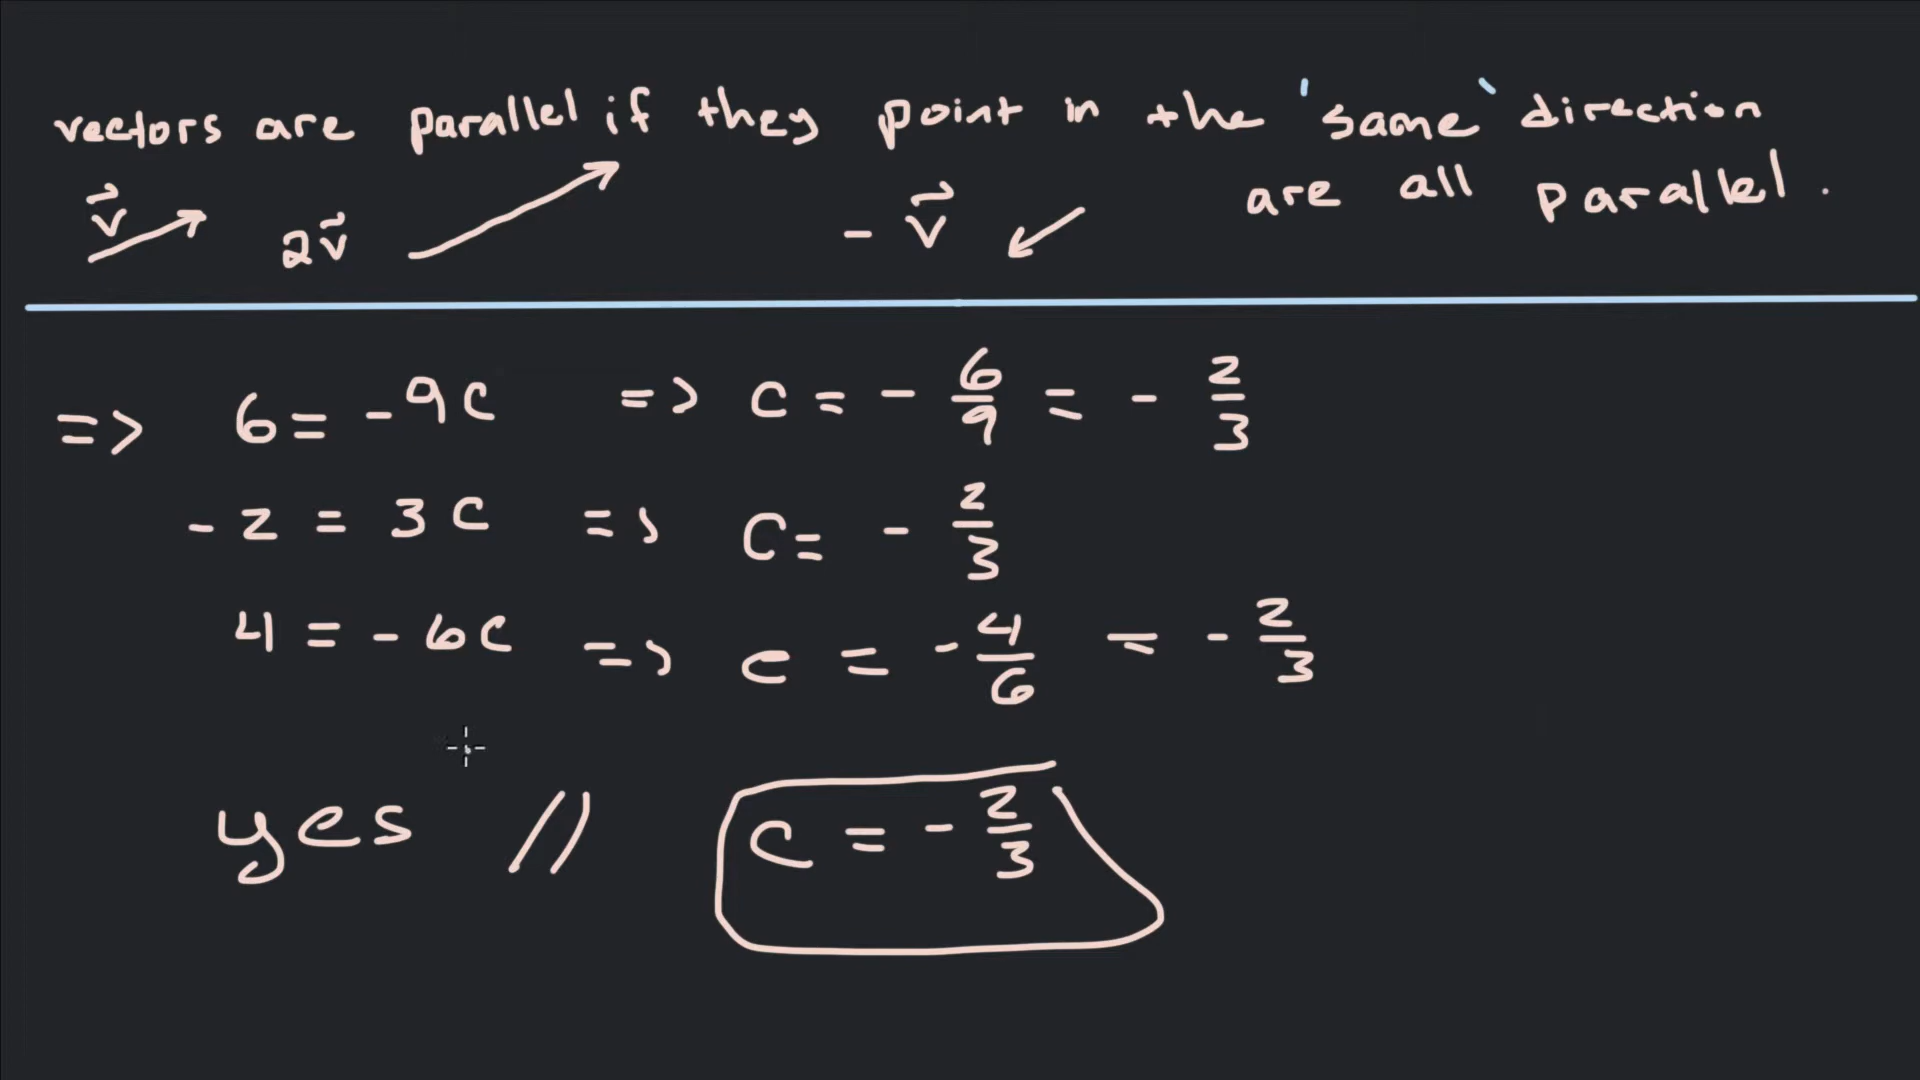 vectors are parallel if they point in the 'same` direction
v⃗ 2v⃗ - v⃗ are all parallel.
=> 6 = -9c => c = - 6/9 = - 2/3
-2 = 3c => c = - 2/3
4 = -6c => c = - 4/6 = - 2/3
yes // c = - 2/3